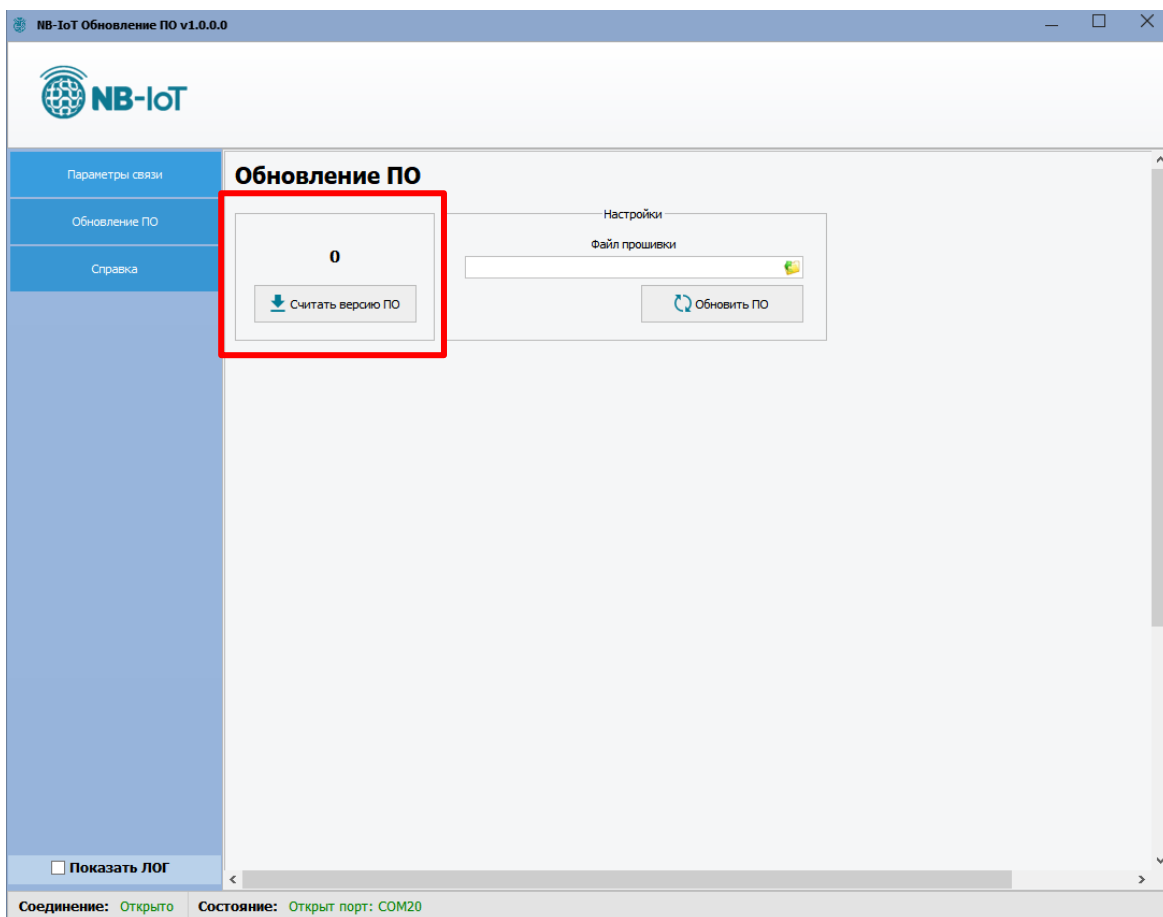 NB-IoT Обновление ПО v1.0.0.0
NB-IoT
Параметры связи
Обновление ПО
Справка
Обновление ПО
0
Считать версию ПО
Настройки
Файл прошивки
Обновить ПО
Показать ЛОГ
Соединение: Открыто Состояние: Открыт порт: COM20